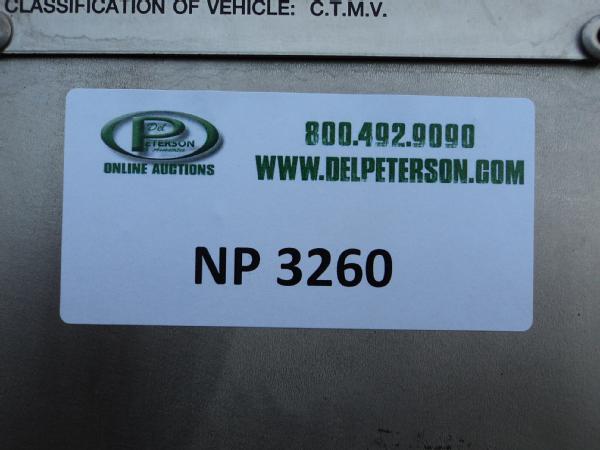 CLASSIFICATION OF VEHICLE: C.T.M.V.
Del
PETERSON
ONLINE AUCTIONS
800.492.9090
WWW.DELPETERSON.COM
NP 3260